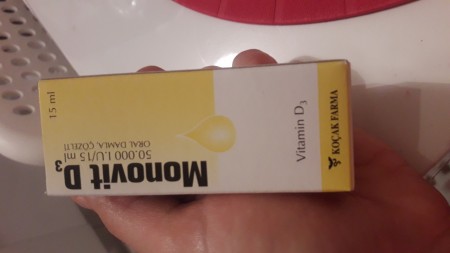 Monovit D3
50.000 I.U/15 ml
ORAL DAMLA, ÇÖZELTİ
15 ml
Vitamin D3
KOÇAK FARMA